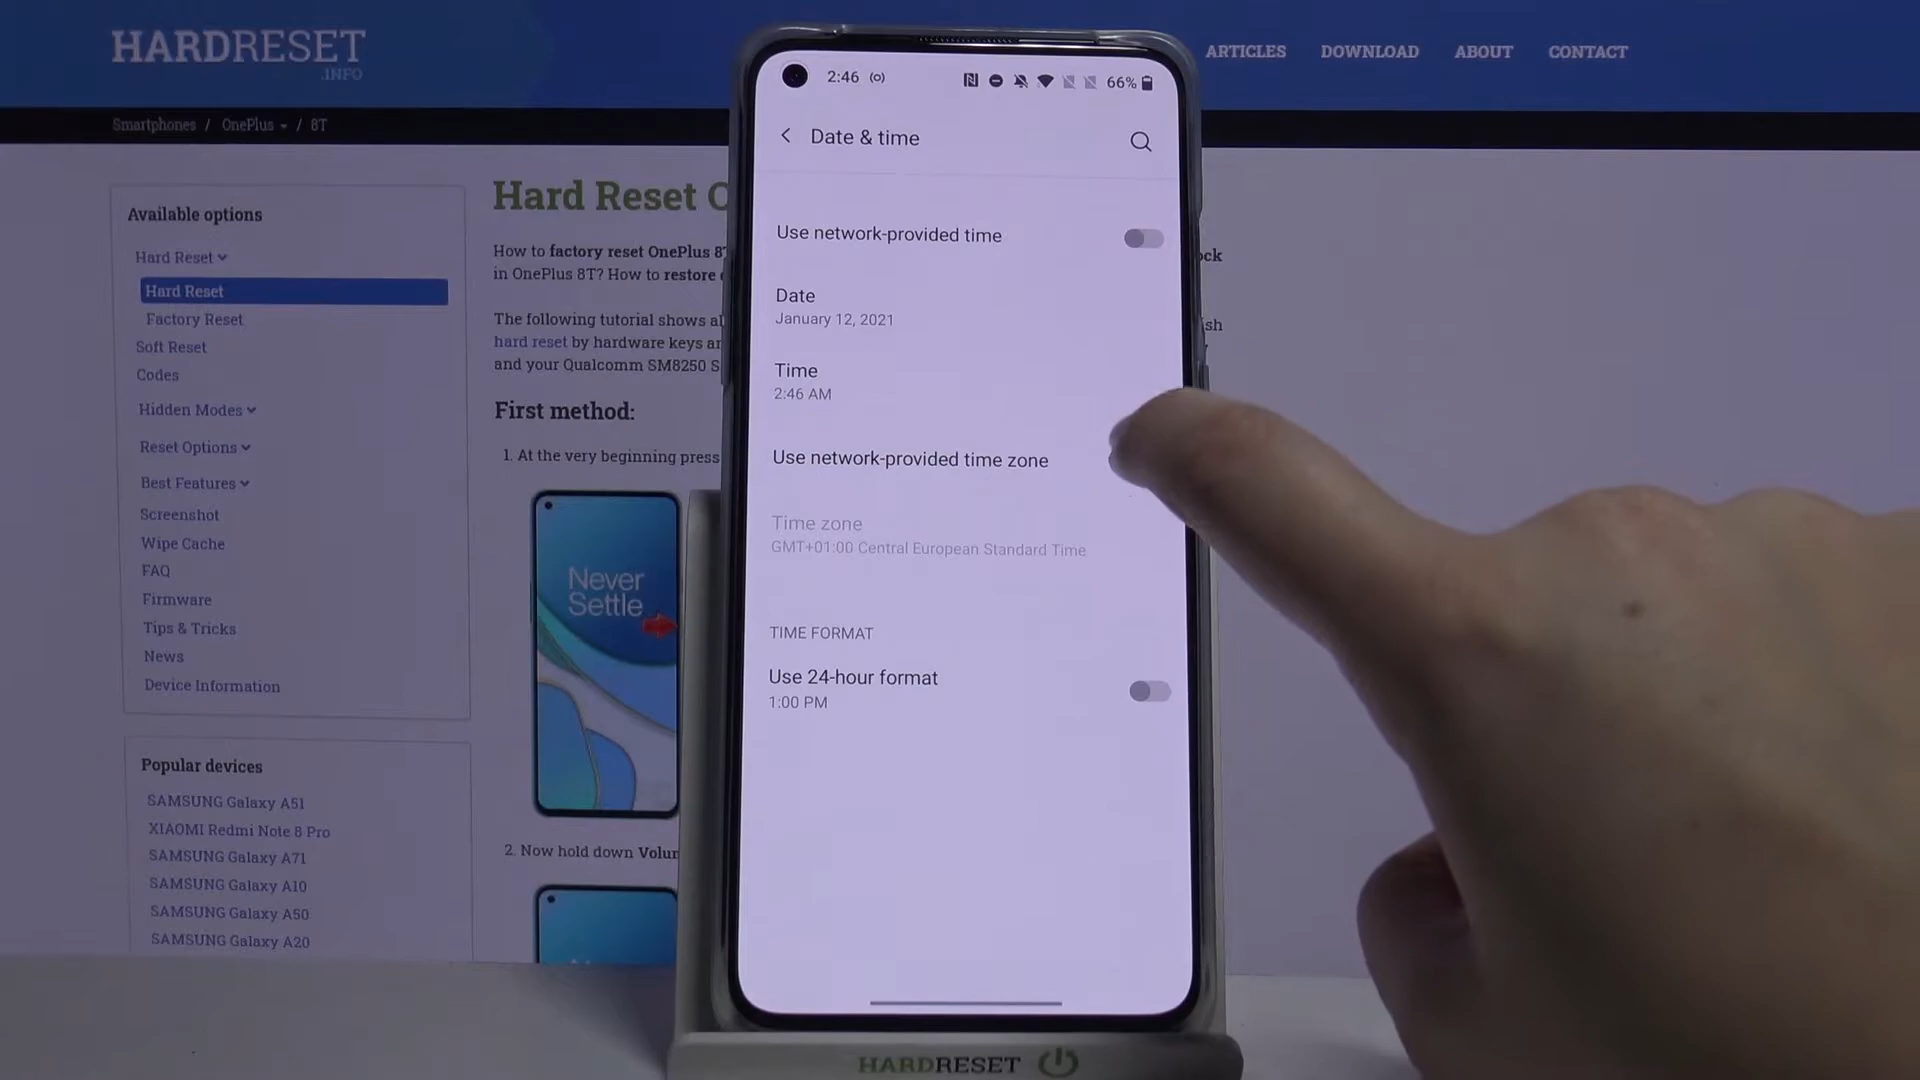 HARDRESET
.INFO
ARTICLES DOWNLOAD ABOUT CONTACT
Smartphones / OnePlus / 8T
Available options
Hard Reset
Hard Reset
Factory Reset
Soft Reset
Codes
Hidden Modes
Reset Options
Best Features
Screenshot
Wipe Cache
FAQ
Firmware
Tips & Tricks
News
Device Information
Popular devices
SAMSUNG Galaxy A51
XIAOMI Redmi Note 8 Pro
SAMSUNG Galaxy A71
SAMSUNG Galaxy A10
SAMSUNG Galaxy A50
SAMSUNG Galaxy A20
Hard Reset
How to factory reset OnePlus
in OnePlus 8T? How to restore
The following tutorial shows
hard reset by hardware keys
and your Qualcomm SM8250
First method:
1. At the very beginning press
Never
Settle
2. Now hold down
2:46
66%
Date & time
Use network-provided time
Date
January 12, 2021
Time
2:46 AM
Use network-provided time zone
Time zone
GMT+01:00 Central European Standard Time
TIME FORMAT
Use 24-hour format
1:00 PM
HARDRESET